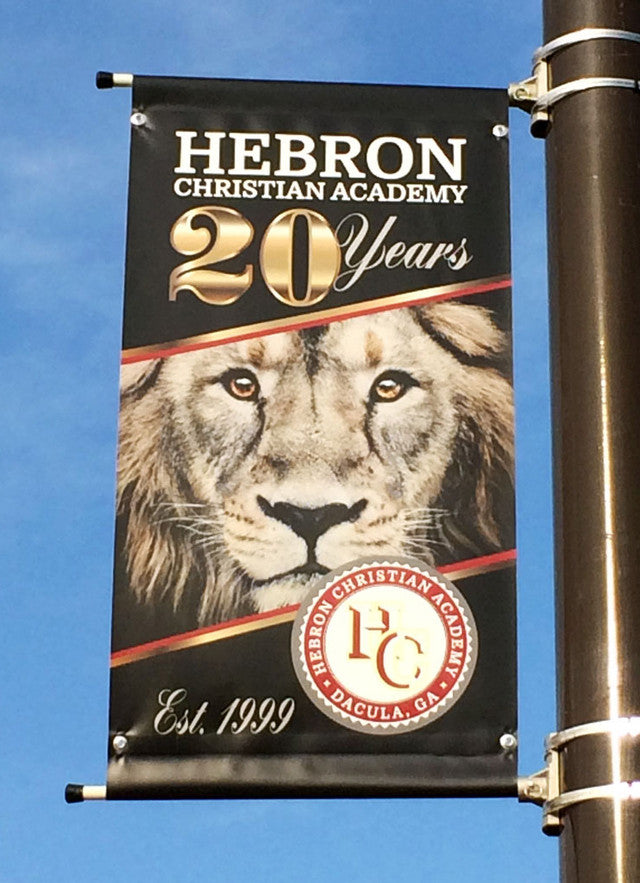 HEBRON
CHRISTIAN ACADEMY
20 Years
HEBRON CHRISTIAN ACADEMY
HC
• DACULA, GA •
Est. 1999